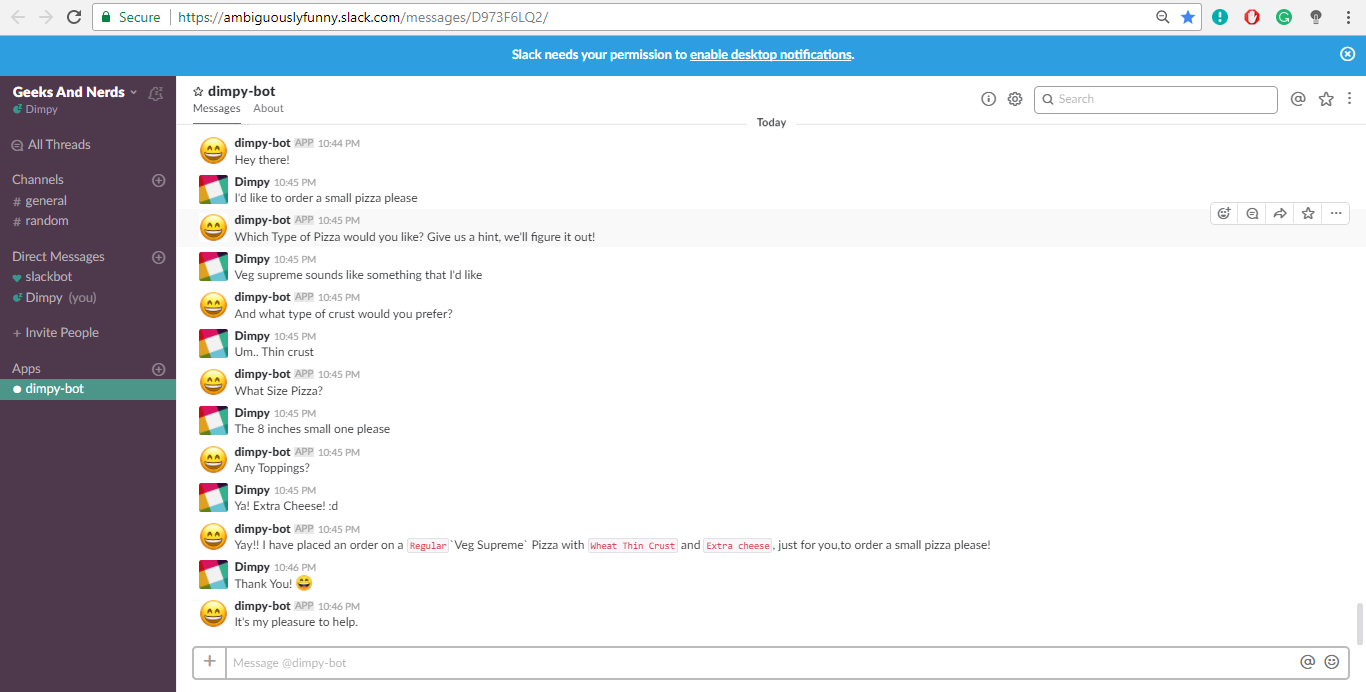 Secure https://ambiguouslyfunny.slack.com/messages/D973F6LQ2/
Slack needs your permission to enable desktop notifications.
Geeks And Nerds
Dimpy
All Threads
Channels
# general
# random
Direct Messages
slackbot
Dimpy (you)
+ Invite People
Apps
dimpy-bot
dimpy-bot
Messages About
Search
Today
dimpy-bot APP 10:44 PM
Hey there!
Dimpy 10:45 PM
I'd like to order a small pizza please
dimpy-bot APP 10:45 PM
Which Type of Pizza would you like? Give us a hint, we'll figure it out!
Dimpy 10:45 PM
Veg supreme sounds like something that I'd like
dimpy-bot APP 10:45 PM
And what type of crust would you prefer?
Dimpy 10:45 PM
Um.. Thin crust
dimpy-bot APP 10:45 PM
What Size Pizza?
Dimpy 10:45 PM
The 8 inches small one please
dimpy-bot APP 10:45 PM
Any Toppings?
Dimpy 10:45 PM
Ya! Extra Cheese! :d
dimpy-bot APP 10:45 PM
Yay!! I have placed an order on a Regular `Veg Supreme` Pizza with Wheat Thin Crust and Extra cheese, just for you,to order a small pizza please!
Dimpy 10:46 PM
Thank You! 😄
dimpy-bot APP 10:46 PM
It's my pleasure to help.
+ Message @dimpy-bot